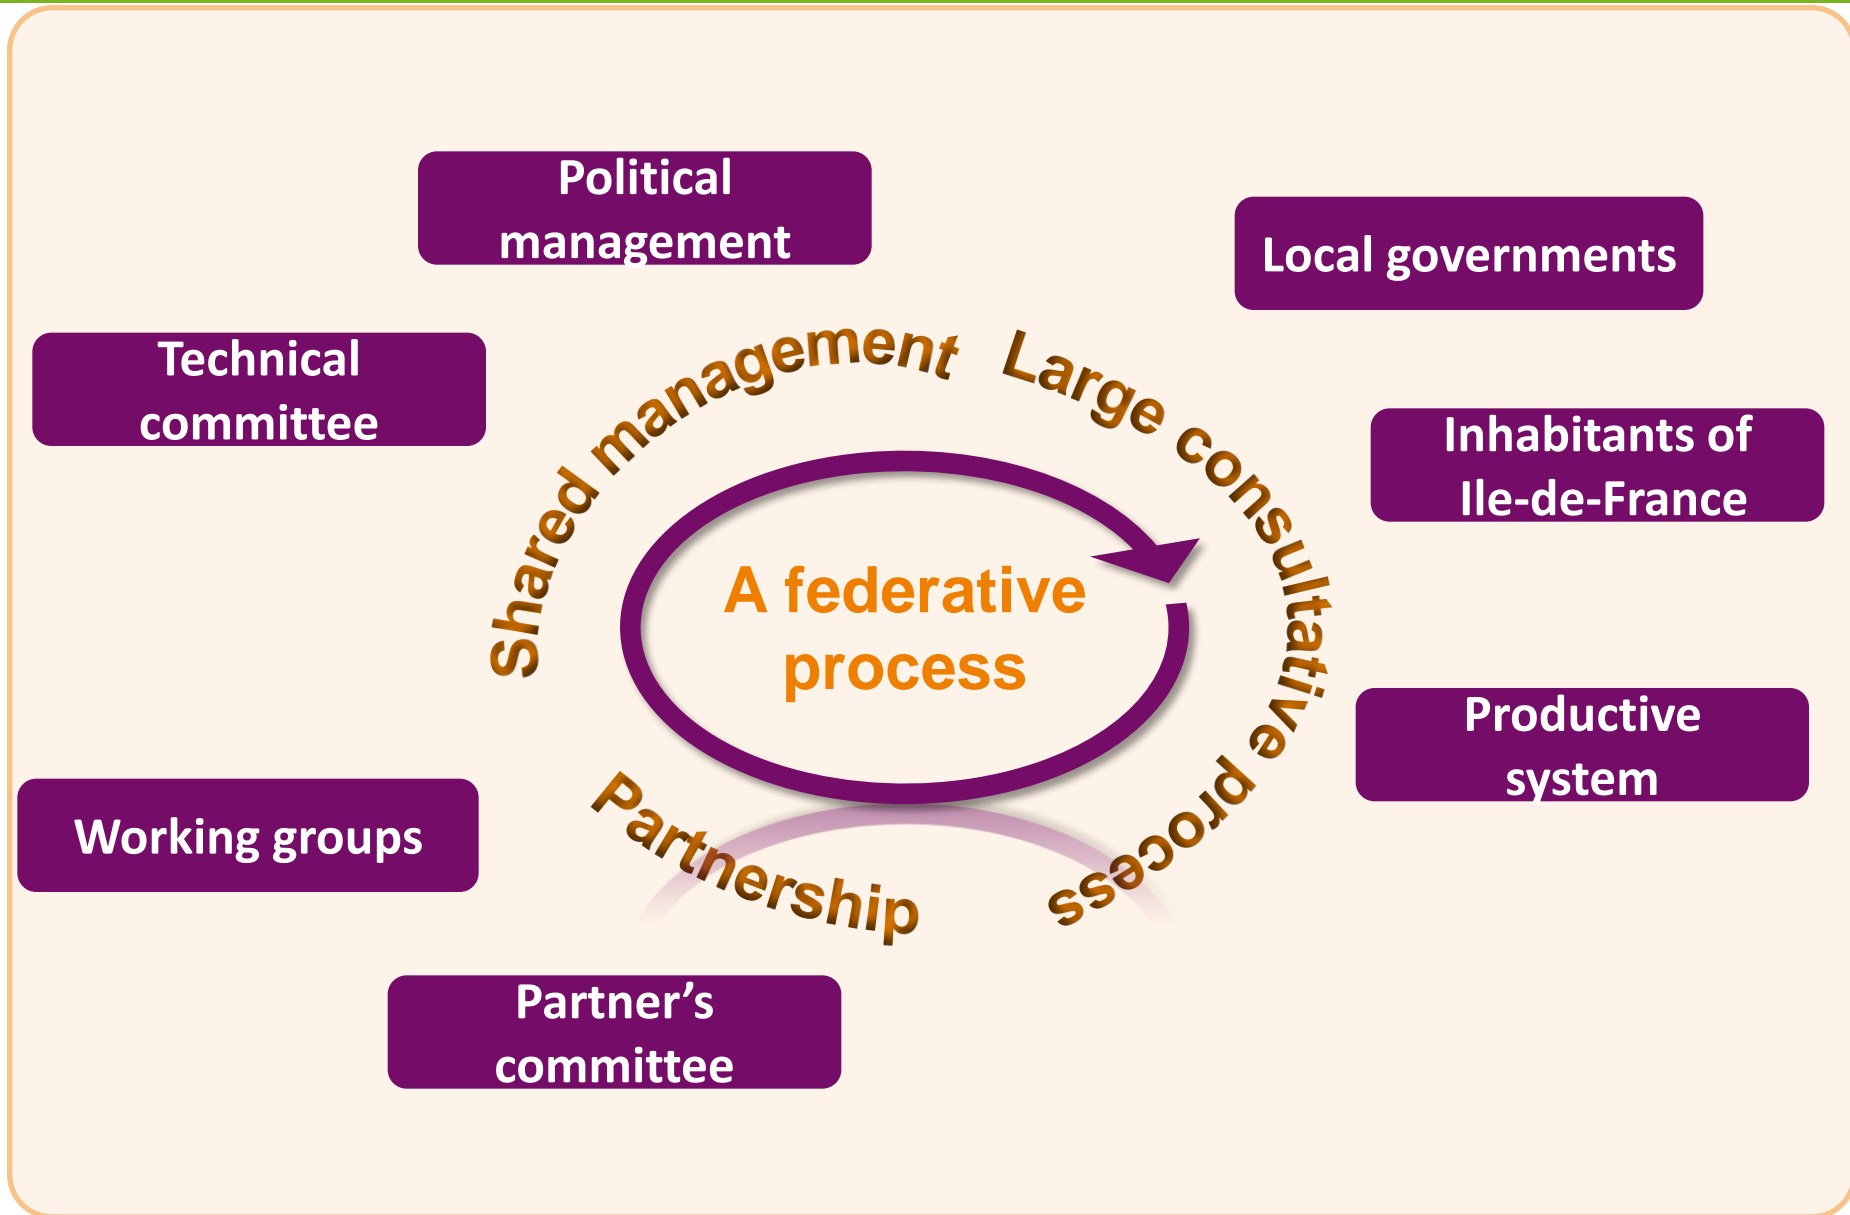 Political
management
Local governments
Technical
committee
Shared management
Large consultative process
Inhabitants of
Ile-de-France
A federative
process
Productive
system
Working groups
Partnership
Partner’s
committee